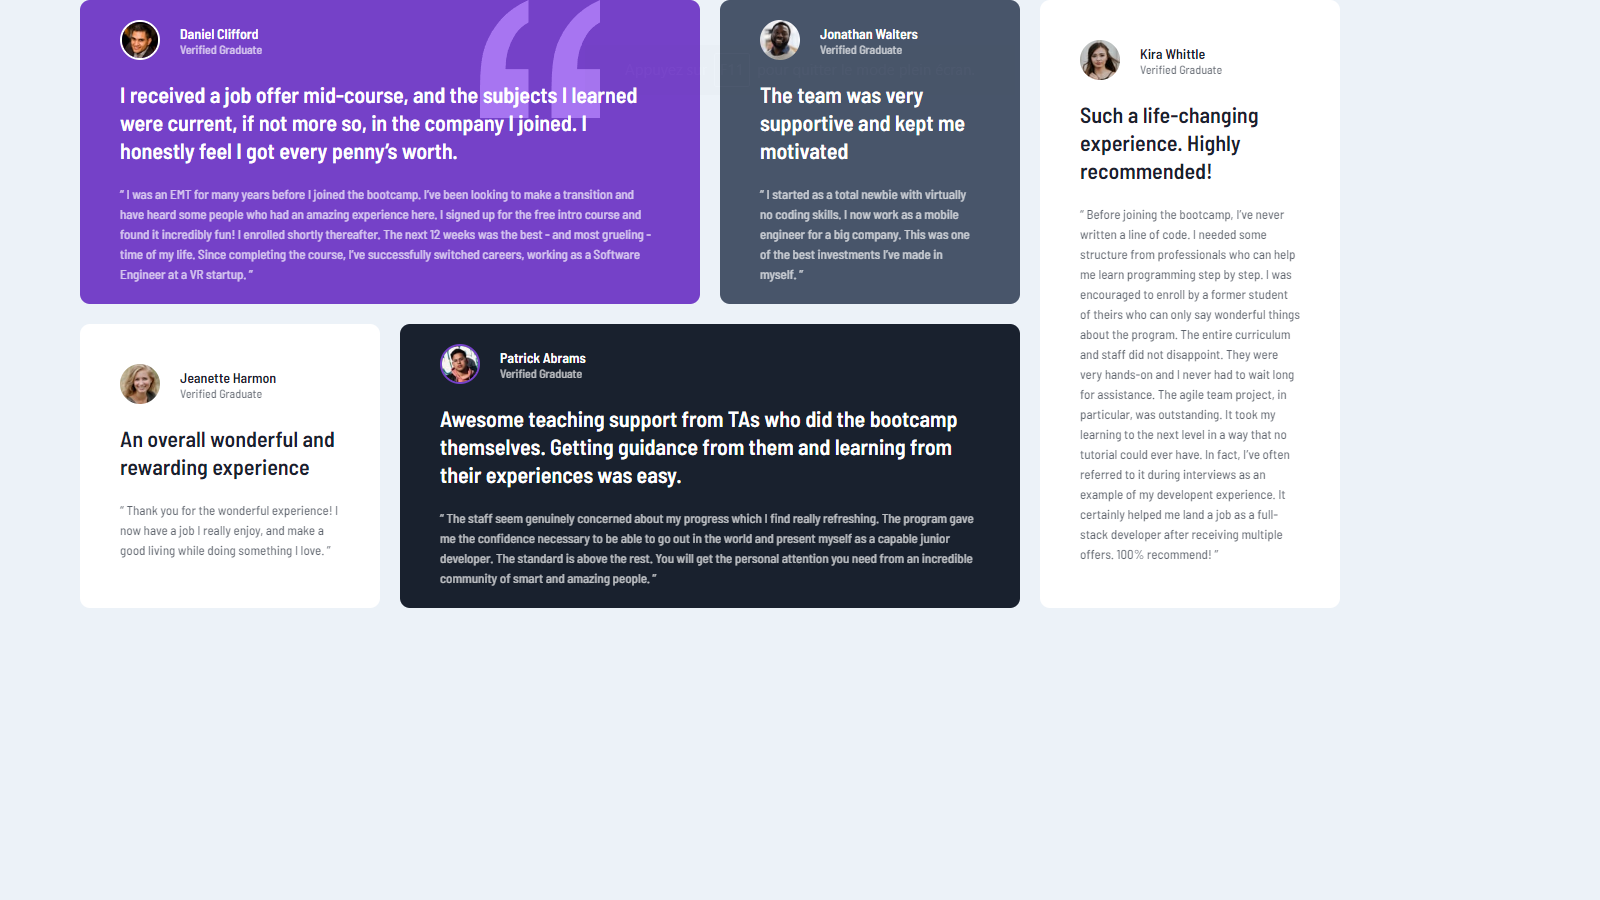 Daniel Clifford
Verified Graduate
I received a job offer mid-course, and the subjects I learned
were current, if not more so, in the company I joined. I
honestly feel I got every penny’s worth.
“ I was an EMT for many years before I joined the bootcamp. I’ve been looking to make a transition and
have heard some people who had an amazing experience here. I signed up for the free intro course and
found it incredibly fun! I enrolled shortly thereafter. The next 12 weeks was the best - and most grueling -
time of my life. Since completing the course, I’ve successfully switched careers, working as a Software
Engineer at a VR startup. ”
Jonathan Walters
Verified Graduate
The team was very
supportive and kept me
motivated
“ I started as a total newbie with virtually
no coding skills. I now work as a mobile
engineer for a big company. This was one
of the best investments I’ve made in
myself. ”
Kira Whittle
Verified Graduate
Such a life-changing
experience. Highly
recommended!
“ Before joining the bootcamp, I’ve never
written a line of code. I needed some
structure from professionals who can help
me learn programming step by step. I was
encouraged to enroll by a former student
of theirs who can only say wonderful things
about the program. The entire curriculum
and staff did not disappoint. They were
very hands-on and I never had to wait long
for assistance. The agile team project, in
particular, was outstanding. It took my
learning to the next level in a way that no
tutorial could ever have. In fact, I’ve often
referred to it during interviews as an
example of my developent experience. It
certainly helped me land a job as a full-
stack developer after receiving multiple
offers. 100% recommend! ”
Jeanette Harmon
Verified Graduate
An overall wonderful and
rewarding experience
“ Thank you for the wonderful experience! I
now have a job I really enjoy, and make a
good living while doing something I love. ”
Patrick Abrams
Verified Graduate
Awesome teaching support from TAs who did the bootcamp
themselves. Getting guidance from them and learning from
their experiences was easy.
“ The staff seem genuinely concerned about my progress which I find really refreshing. The program gave
me the confidence necessary to be able to go out in the world and present myself as a capable junior
developer. The standard is above the rest. You will get the personal attention you need from an incredible
community of smart and amazing people. ”